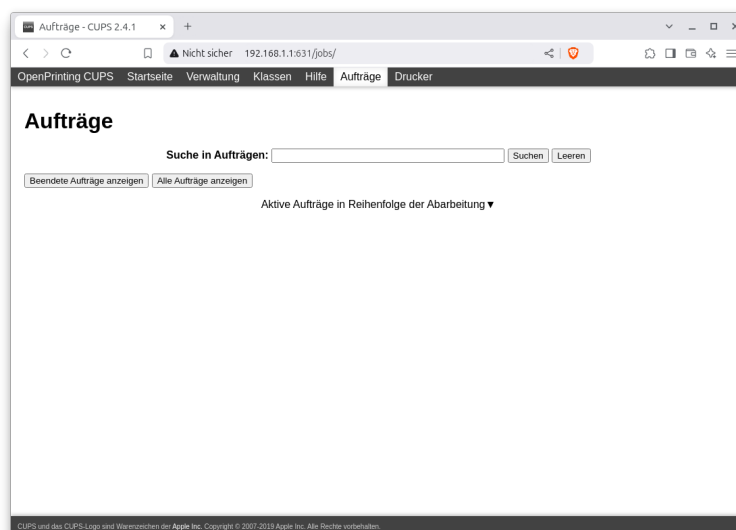 CUPS Aufträge - CUPS 2.4.1
Nicht sicher 192.168.1.1:631/jobs/
OpenPrinting CUPS Startseite Verwaltung Klassen Hilfe Aufträge Drucker
Aufträge
Suche in Aufträgen: Suchen Leeren
Beendete Aufträge anzeigen Alle Aufträge anzeigen
Aktive Aufträge in Reihenfolge der Abarbeitung ▼
CUPS und das CUPS-Logo sind Warenzeichen der Apple Inc. Copyright © 2007-2019 Apple Inc. Alle Rechte vorbehalten.